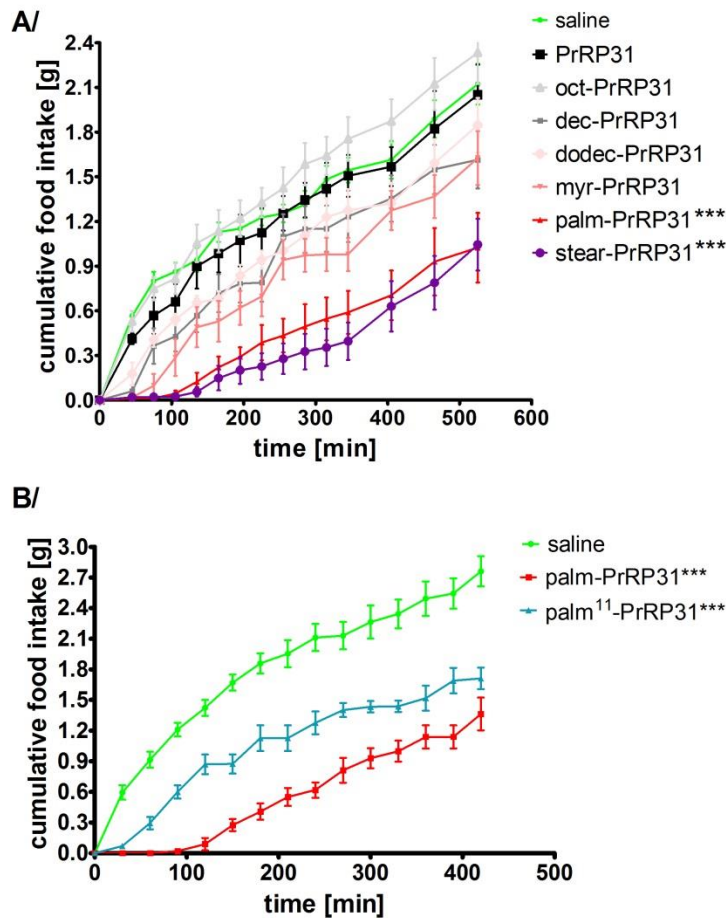 A/
cumulative food intake [g]
2.4
2.1
1.8
1.5
1.2
0.9
0.6
0.3
0.0
0 100 200 300 400 500 600
time [min]
saline
PrRP31
oct-PrRP31
dec-PrRP31
dodec-PrRP31
myr-PrRP31
palm-PrRP31***
stear-PrRP31***
B/
cumulative food intake [g]
3.0
2.7
2.4
2.1
1.8
1.5
1.2
0.9
0.6
0.3
0.0
0 100 200 300 400 500
time [min]
saline
palm-PrRP31***
palm¹¹-PrRP31***